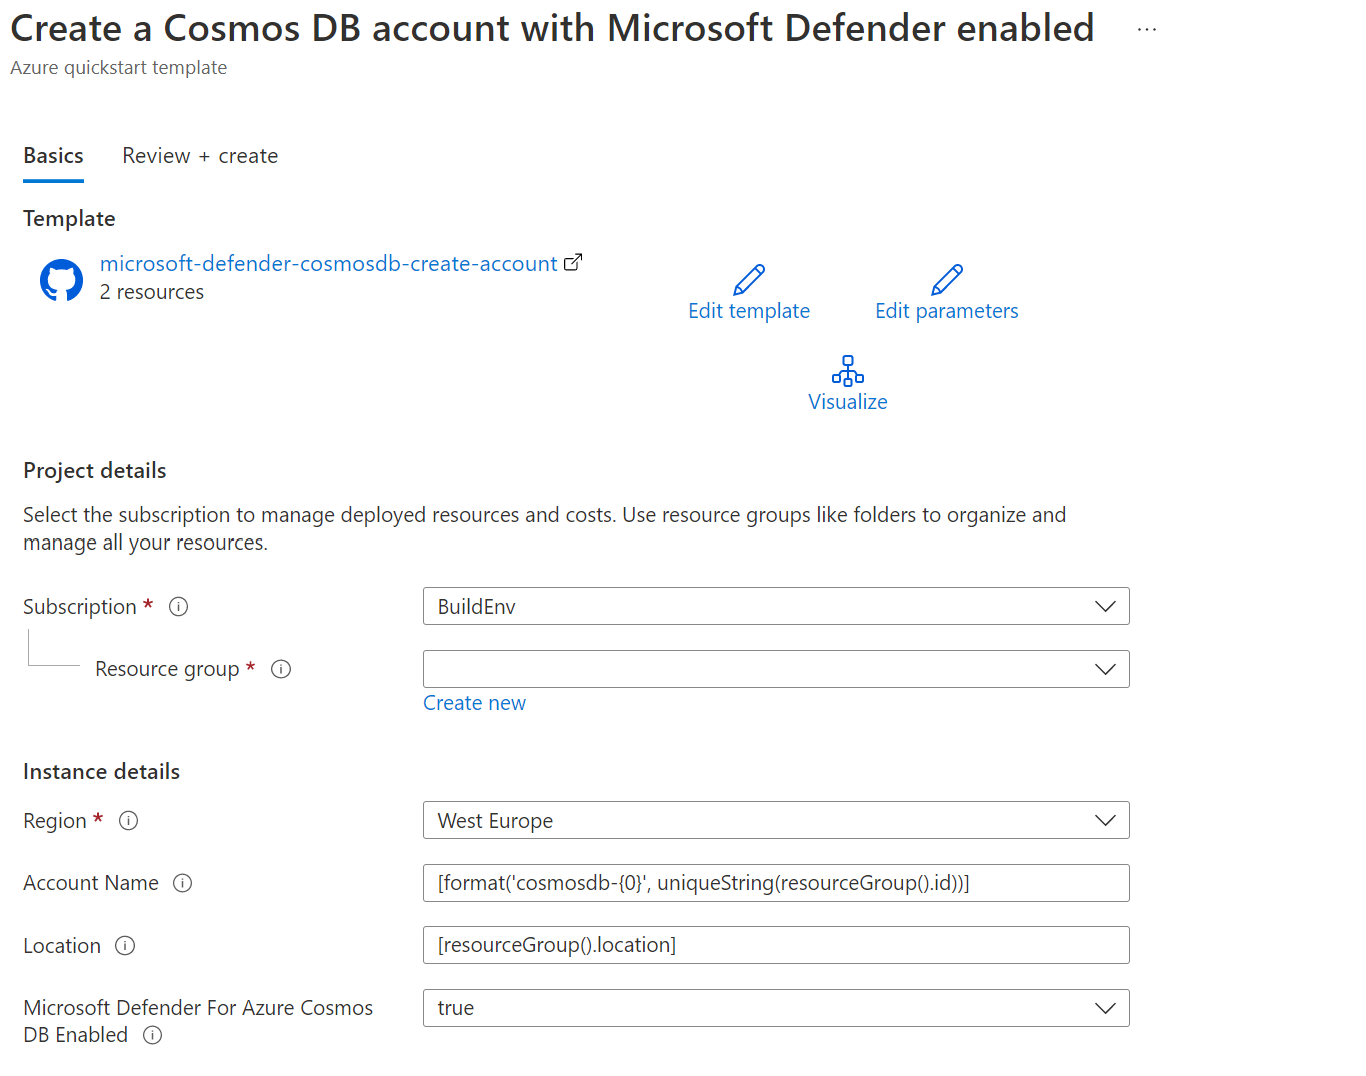 Create a Cosmos DB account with Microsoft Defender enabled ...
Azure quickstart template
Basics Review + create
Template
microsoft-defender-cosmosdb-create-account
2 resources
Edit template Edit parameters
Visualize
Project details
Select the subscription to manage deployed resources and costs. Use resource groups like folders to organize and
manage all your resources.
Subscription * BuildEnv
Resource group *
Create new
Instance details
Region * West Europe
Account Name [format('cosmosdb-{0}', uniqueString(resourceGroup().id))]
Location [resourceGroup().location]
Microsoft Defender For Azure Cosmos
DB Enabled true